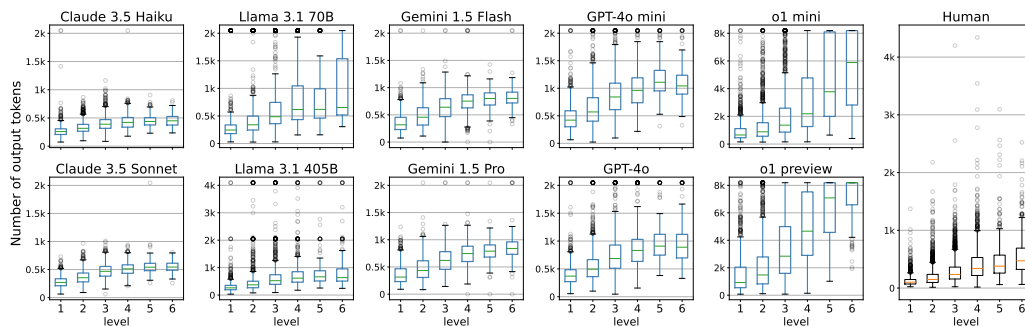 Claude 3.5 Haiku
Llama 3.1 70B
Gemini 1.5 Flash
GPT-4o mini
o1 mini
Human
Number of output tokens
2k
1.5k
1k
0.5k
0
2k
1.5k
1k
0.5k
0
2k
1.5k
1k
0.5k
0
2k
1.5k
1k
0.5k
0
8k
6k
4k
2k
0
4k
3k
2k
1k
0
Claude 3.5 Sonnet
Llama 3.1 405B
Gemini 1.5 Pro
GPT-4o
o1 preview
2k
1.5k
1k
0.5k
0
4k
3k
2k
1k
0
2k
1.5k
1k
0.5k
0
2k
1.5k
1k
0.5k
0
8k
6k
4k
2k
0
1 2 3 4 5 6
1 2 3 4 5 6
1 2 3 4 5 6
1 2 3 4 5 6
1 2 3 4 5 6
1 2 3 4 5 6
level
level
level
level
level
level